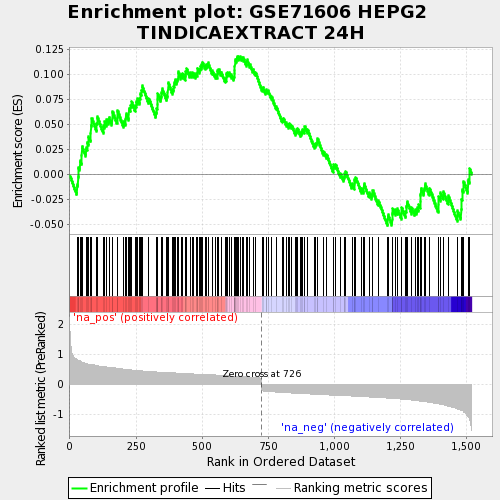 Enrichment plot: GSE71606 HEPG2
TINDICAEXTRACT 24H
Enrichment score (ES)
0.125
0.100
0.075
0.050
0.025
0.000
-0.025
-0.050
Ranked list metric (PreRanked)
'na_pos' (positively correlated)
2
1
0
-1
Zero cross at 726
'na_neg' (negatively correlated)
0
250
500
750
1,000
1,250
1,500
Rank in Ordered Dataset
Enrichment profile
Hits
Ranking metric scores